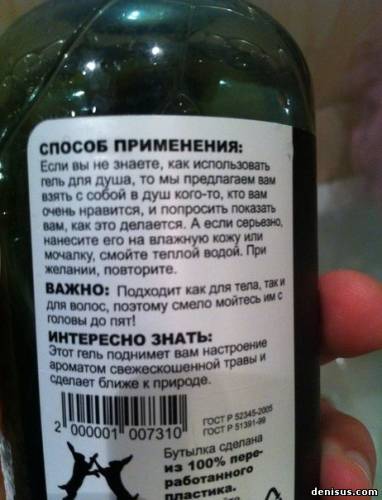 СПОСОБ ПРИМЕНЕНИЯ:
Если вы не знаете, как использовать
гель для душа, то мы предлагаем вам
взять с собой в душ кого-то, кто вам
очень нравится, и попросить показать
вам, как это делается. А если серьезно,
нанесите его на влажную кожу или
мочалку, смойте теплой водой. При
желании, повторите.
ВАЖНО: Подходит как для тела, так и
для волос, поэтому смело мойтесь им с
головы до пят!
ИНТЕРЕСНО ЗНАТЬ:
Этот гель поднимет вам настроение
ароматом свежескошенной травы и
сделает ближе к природе.
ГОСТ Р 52345-2005
ГОСТ Р 51391-99
2 000001 007310
Бутылка сделана
из 100% пере-
работанного
пластика.
denisus.com